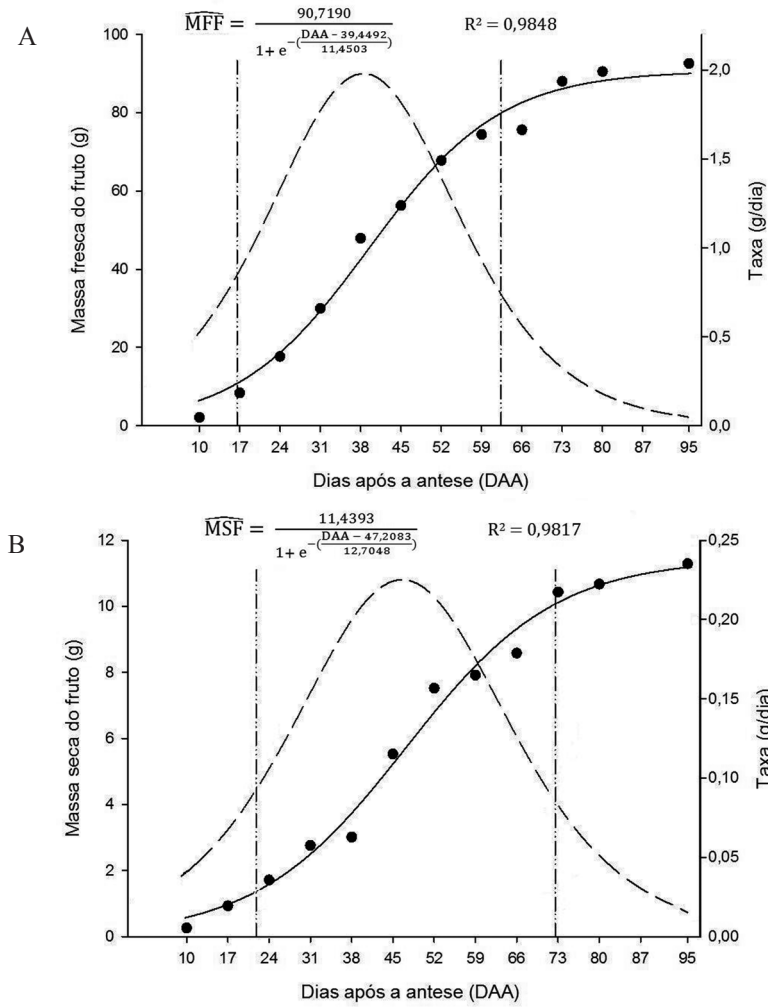 A
MFF = 90,7190 / 1+ e^-(DAA − 39,4492 / 11,4503)
R² = 0,9848
Massa fresca do fruto (g)
100
80
60
40
20
0
2,0
1,5
1,0
0,5
0,0
Taxa (g/dia)
10 17 24 31 38 45 52 59 66 73 80 87 95
Dias após a antese (DAA)
B
MSF = 11,4393 / 1+ e^-(DAA − 47,2083 / 12,7048)
R² = 0,9817
Massa seca do fruto (g)
12
10
8
6
4
2
0
0,25
0,20
0,15
0,10
0,05
0,00
Taxa (g/dia)
10 17 24 31 38 45 52 59 66 73 80 87 95
Dias após a antese (DAA)